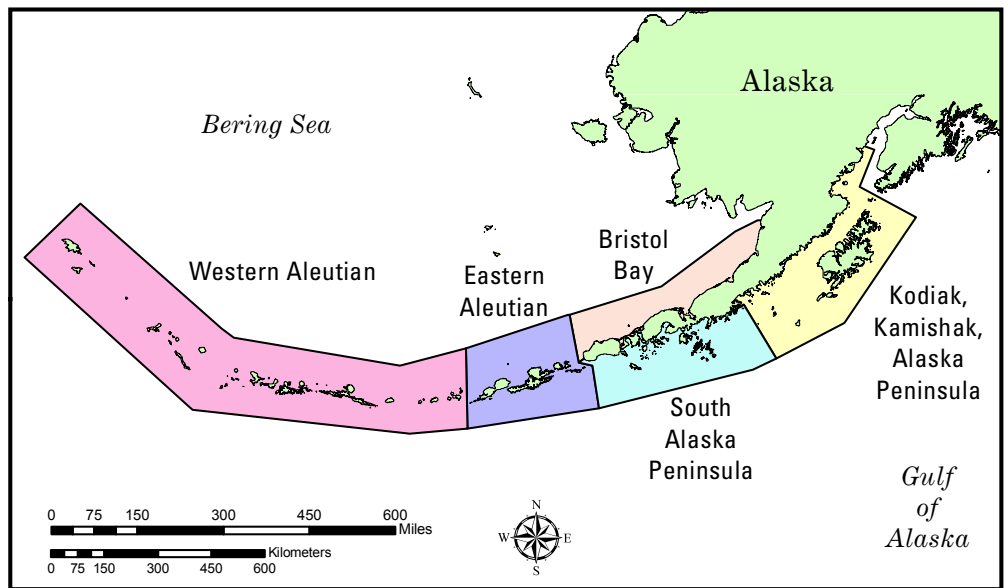 Alaska
Bering Sea
Western Aleutian
Eastern
Aleutian
Bristol
Bay
Kodiak,
Kamishak,
Alaska
Peninsula
South
Alaska
Peninsula
Gulf
of
Alaska
0 75 150 300 450 600
Miles
Kilometers
0 75 150 300 450 600
N
W E
S